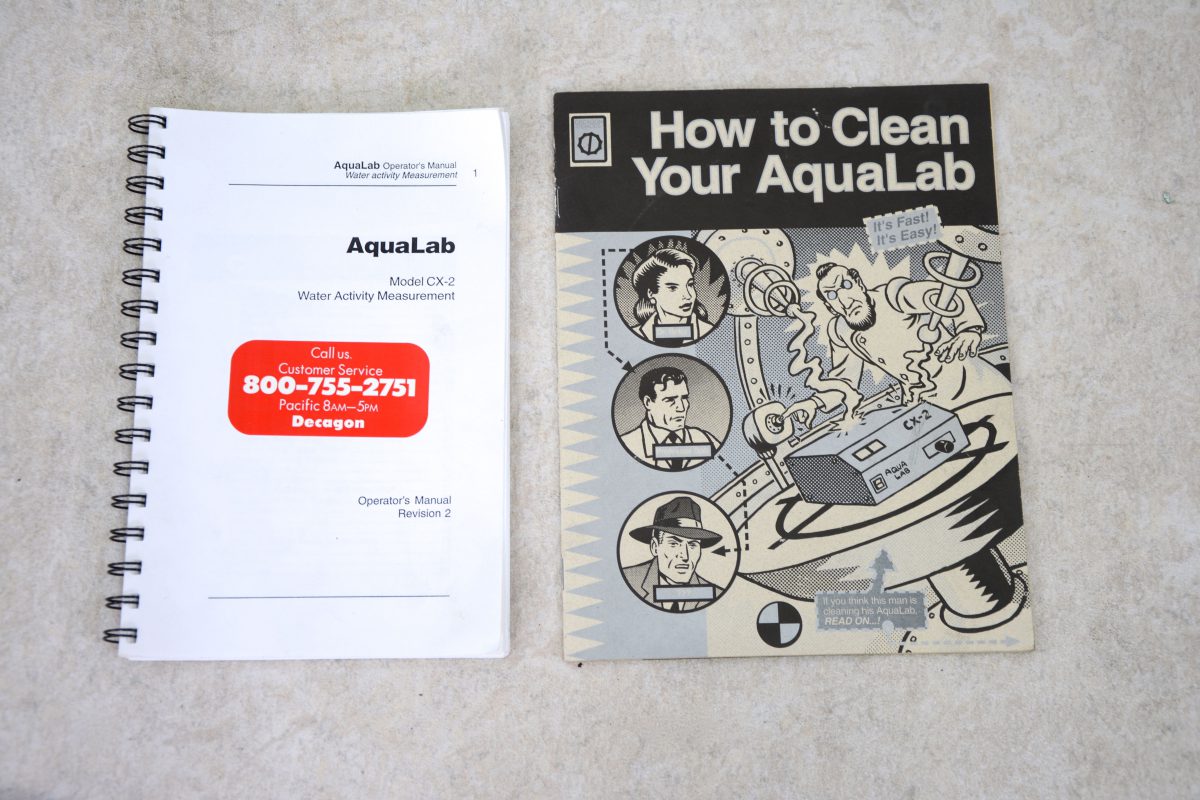 AquaLab Operator's Manual
Water activity Measurement
1
AquaLab
Model CX-2
Water Activity Measurement
Call us.
Customer Service
800-755-2751
Pacific 8AM—5PM
Decagon
Operator's Manual
Revision 2
How to Clean
Your AquaLab
It's Fast!
It's Easy!
CX-2
AQUA
LAB
If you think this man is
cleaning his AquaLab,
READ ON...!